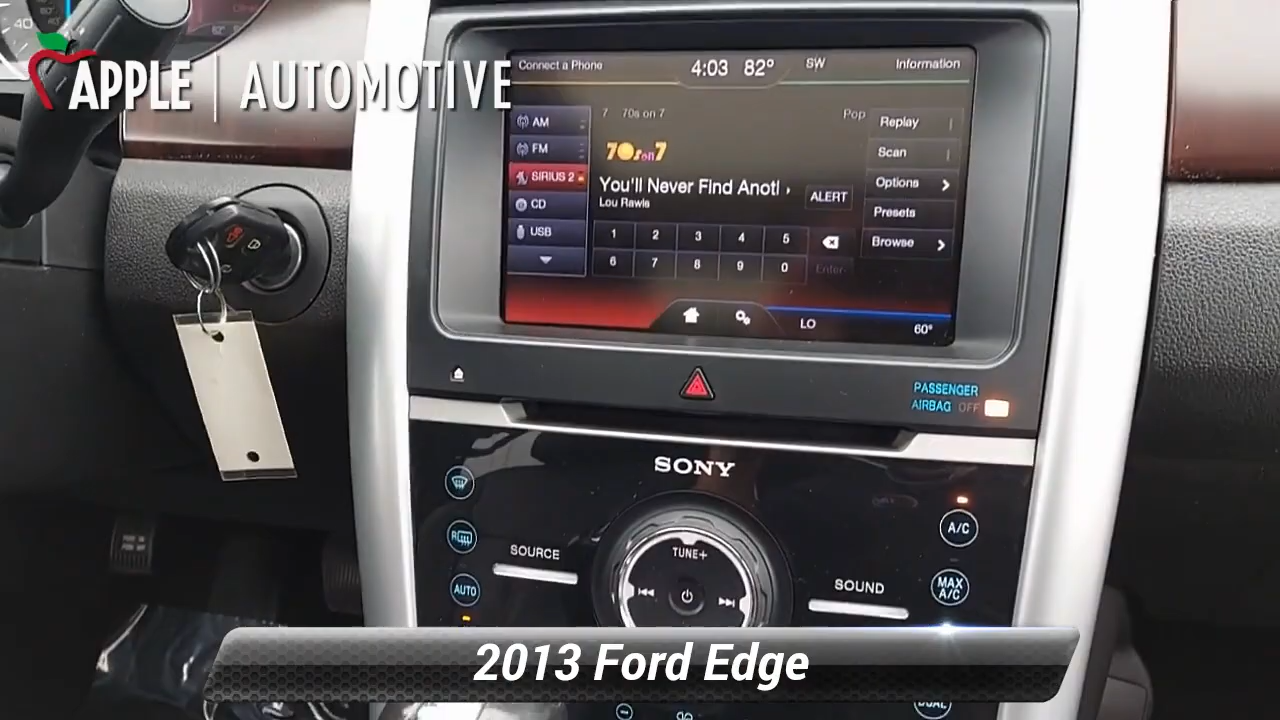 40
APPLE | AUTOMOTIVE
Connect a Phone 4:03 82° SW Information
7 70s on 7 Pop
AM
FM
SIRIUS 2
CD
USB
70s on 7
You'll Never Find Anotl
Lou Rawls
ALERT
1 2 3 4 5
6 7 8 9 0
Enter
Replay
Scan
Options
Presets
Browse
LO 60°
PASSENGER
AIRBAG OFF
SONY
R
AUTO
SOURCE
TUNE+
SOUND
A/C
MAX
A/C
2013 Ford Edge
DUAL